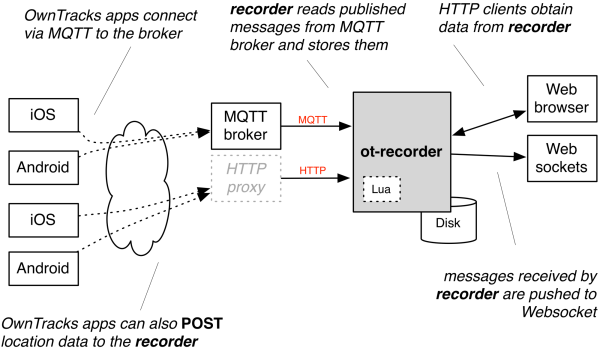 OwnTracks apps connect
via MQTT to the broker
recorder reads published
messages from MQTT
broker and stores them
HTTP clients obtain
data from recorder
iOS
Android
iOS
Android
MQTT
broker
HTTP
proxy
MQTT
HTTP
ot-recorder
Lua
Disk
Web
browser
Web
sockets
OwnTracks apps can also POST
location data to the recorder
messages received by
recorder are pushed to
Websocket